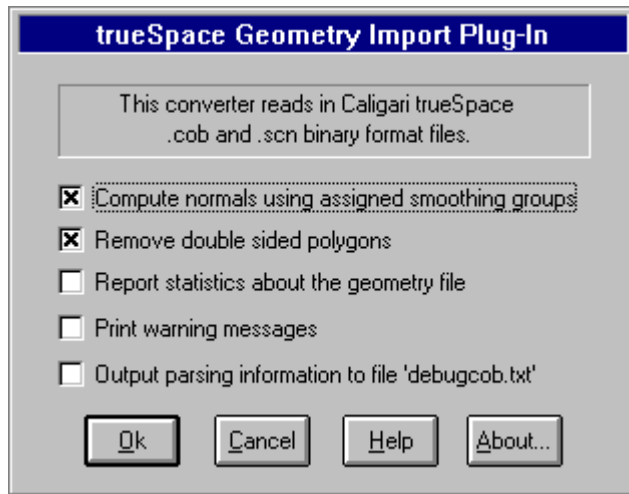 trueSpace Geometry Import Plug-In
This converter reads in Caligari trueSpace
.cob and .scn binary format files.
Compute normals using assigned smoothing groups
Remove double sided polygons
Report statistics about the geometry file
Print warning messages
Output parsing information to file 'debugcob.txt'
Ok Cancel Help About...